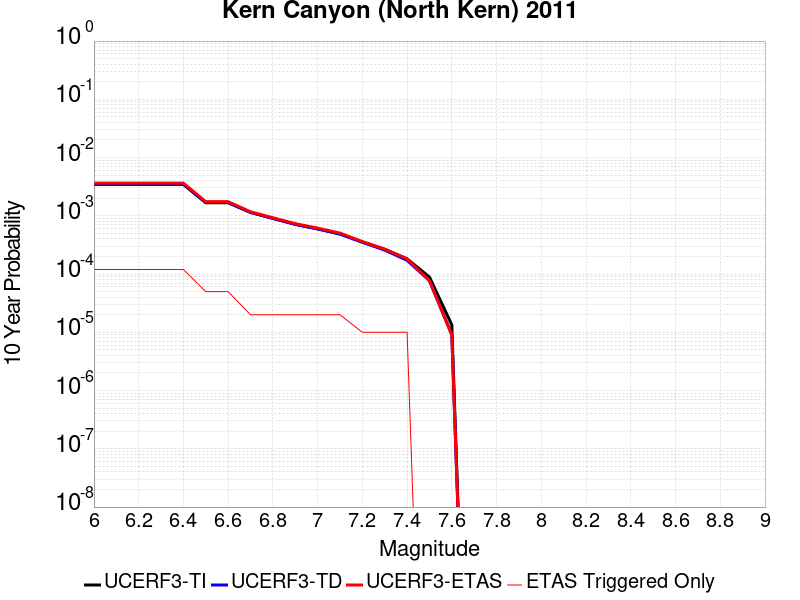 Kern Canyon (North Kern) 2011
10^0
10^-1
10^-2
10^-3
10^-4
10^-5
10^-6
10^-7
10^-8
10 Year Probability
6 6.2 6.4 6.6 6.8 7 7.2 7.4 7.6 7.8 8 8.2 8.4 8.6 8.8 9
Magnitude
UCERF3-TI UCERF3-TD UCERF3-ETAS ETAS Triggered Only